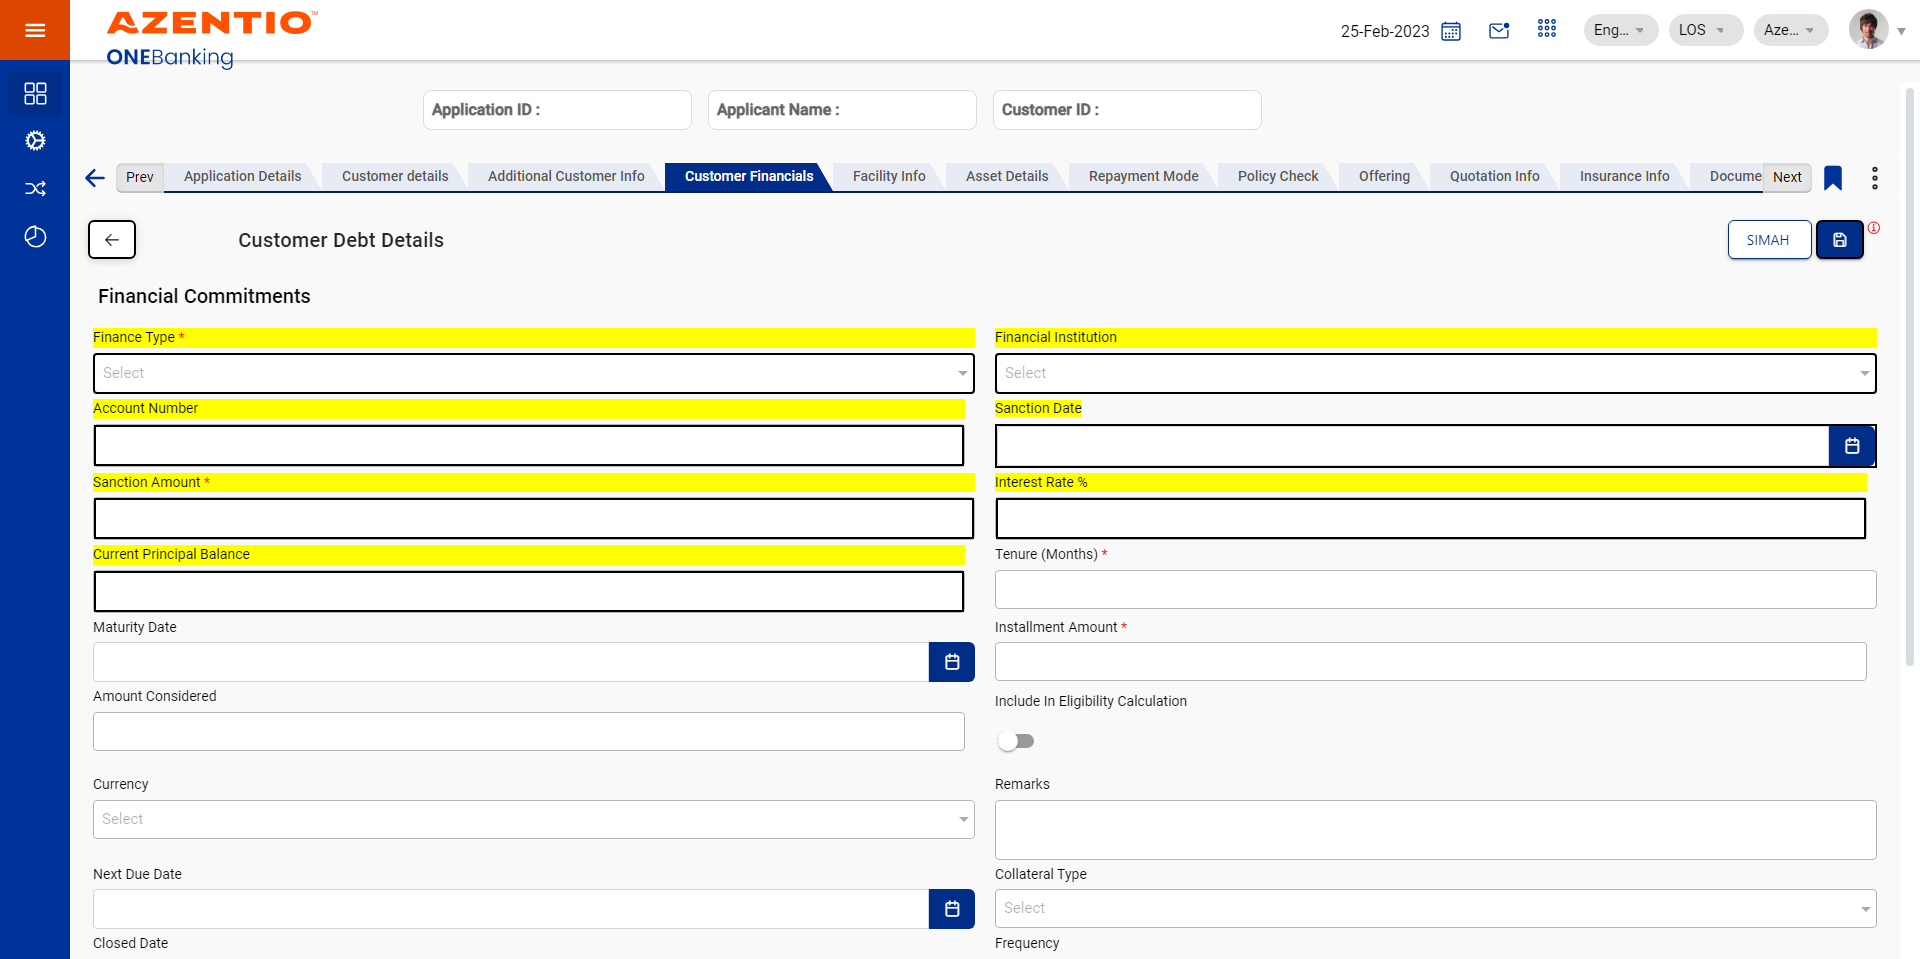 AZENTIO™
ONEBanking
25-Feb-2023
Eng...
LOS
Aze...
Application ID :
Applicant Name :
Customer ID :
Prev
Application Details
Customer details
Additional Customer Info
Customer Financials
Facility Info
Asset Details
Repayment Mode
Policy Check
Offering
Quotation Info
Insurance Info
Docume
Next
Customer Debt Details
SIMAH
Financial Commitments
Finance Type *
Financial Institution
Select
Select
Account Number
Sanction Date
Sanction Amount *
Interest Rate %
Current Principal Balance
Tenure (Months) *
Maturity Date
Installment Amount *
Amount Considered
Include In Eligibility Calculation
Currency
Remarks
Select
Next Due Date
Collateral Type
Select
Closed Date
Frequency